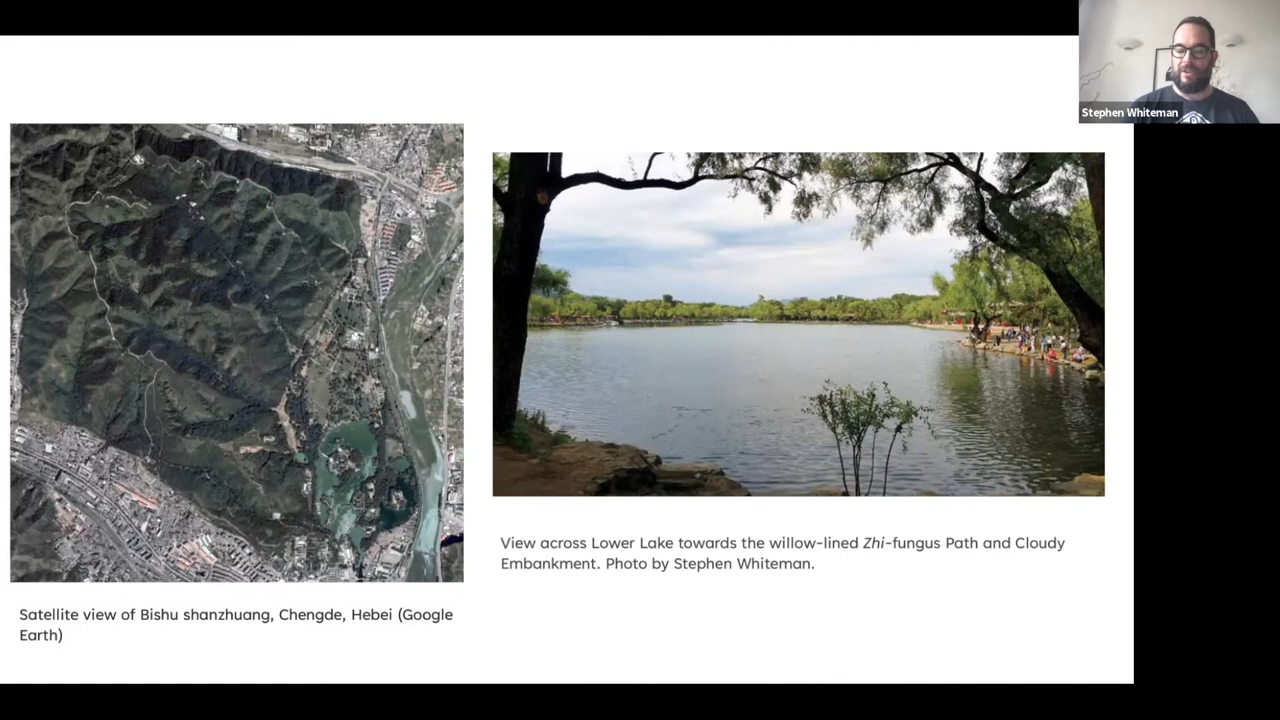 Stephen Whiteman
View across Lower Lake towards the willow-lined Zhi-fungus Path and Cloudy
Embankment. Photo by Stephen Whiteman.
Satellite view of Bishu shanzhuang, Chengde, Hebei (Google
Earth)